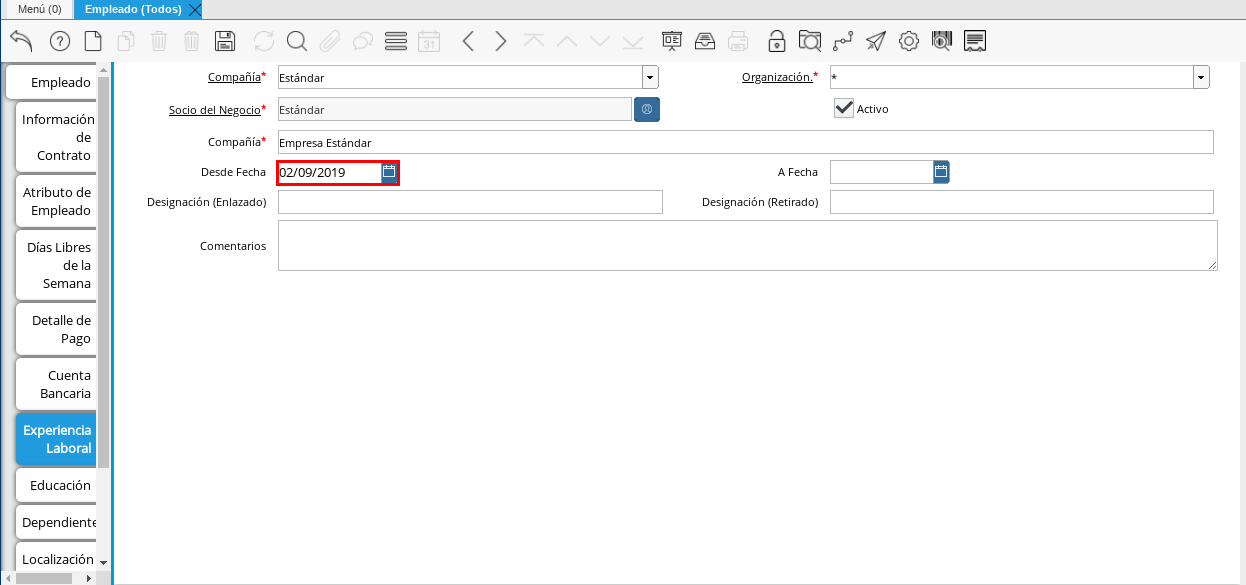 Menú (0)
Empleado (Todos)
?
31
Empleado
Información
de
Contrato
Atributo de
Empleado
Días Libres
de la
Semana
Detalle de
Pago
Cuenta
Bancaria
Experiencia
Laboral
Educación
Dependiente
Localización
Compañía* Estándar Organización.* *
Socio del Negocio* Estándar Activo
Compañía* Empresa Estándar
Desde Fecha 02/09/2019 A Fecha
Designación (Enlazado) Designación (Retirado)
Comentarios